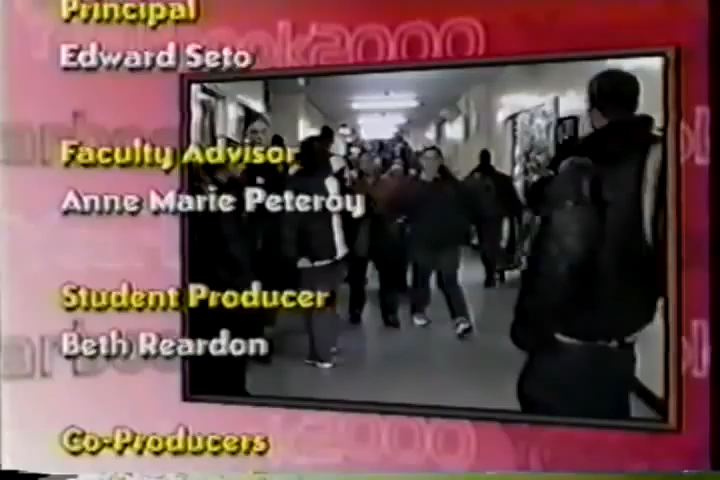 Principal
Edward Seto
Faculty Advisor
Anne Marie Peteroy
Student Producer
Beth Reardon
Co-Producers